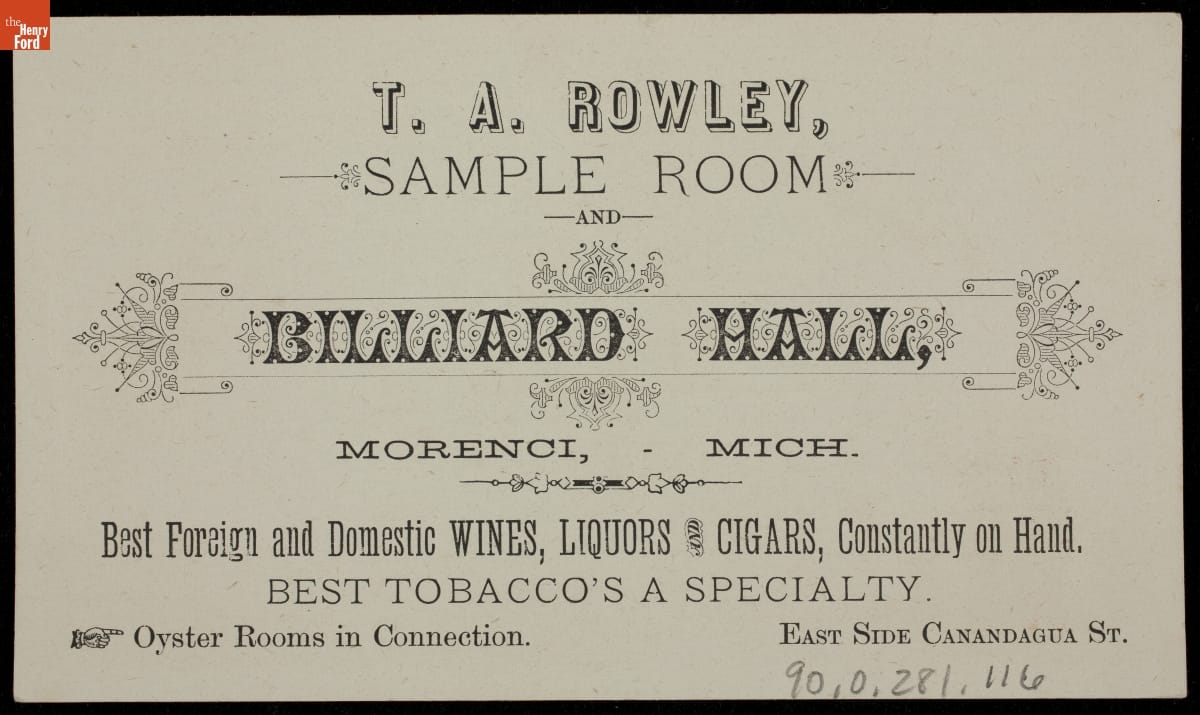 the
Henry
Ford
T. A. ROWLEY,
SAMPLE ROOM
—AND—
BILLIARD HALL,
MORENCI, - MICH.
Best Foreign and Domestic WINES, LIQUORS AND CIGARS, Constantly on Hand.
BEST TOBACCO'S A SPECIALTY.
Oyster Rooms in Connection. EAST SIDE CANANDAGUA ST.
90.0.281.116